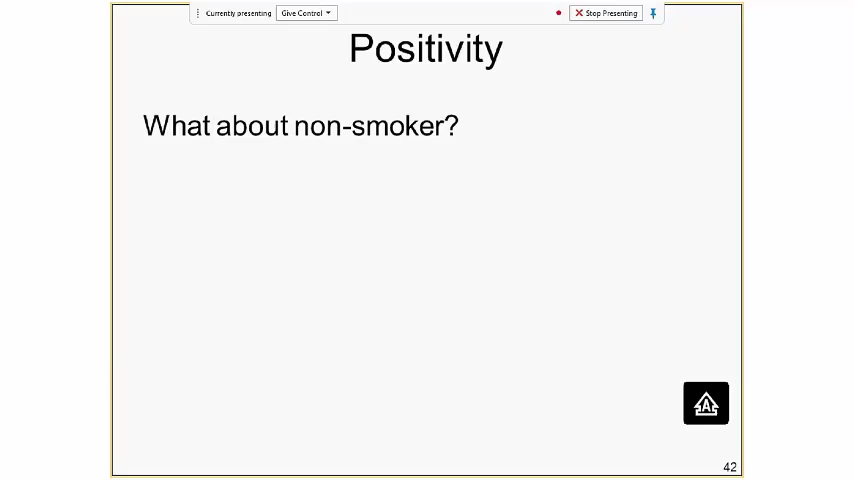 Currently presenting Give Control Stop Presenting
Positivity
What about non-smoker?
A
42